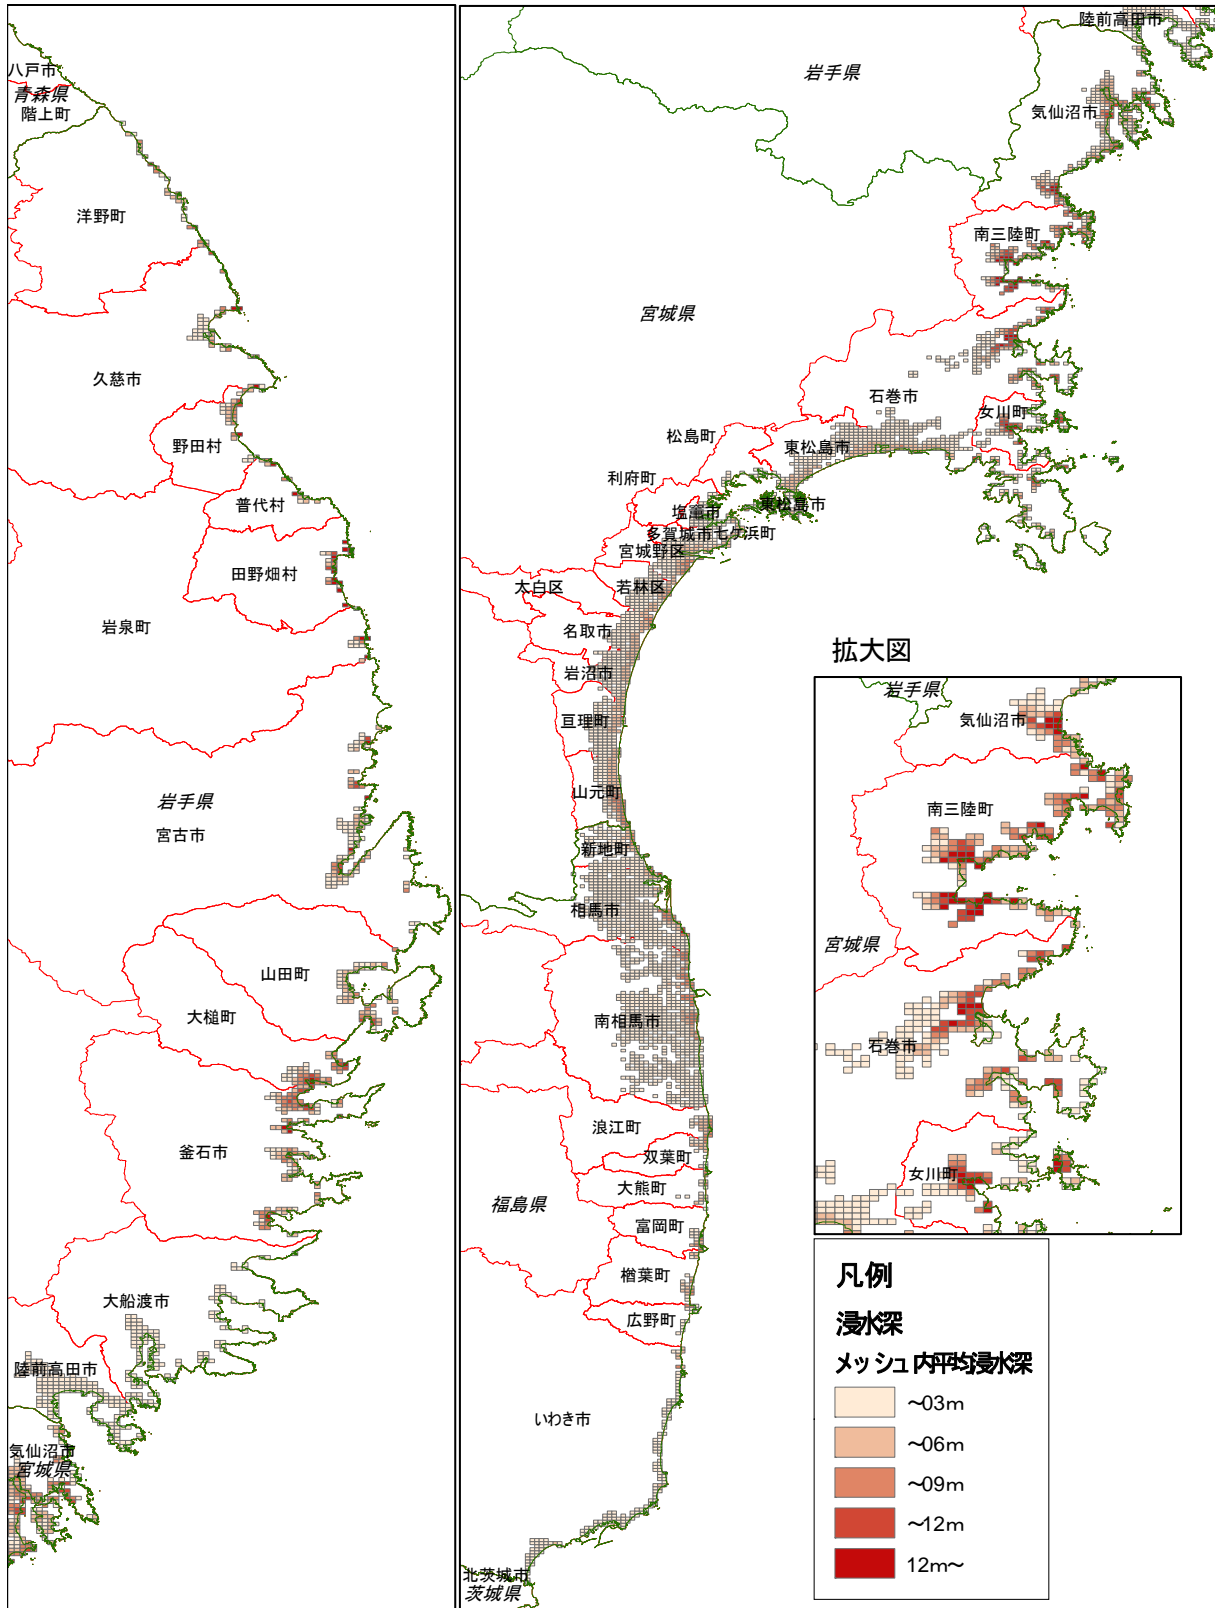 八戸市
青森県
階上町
洋野町
久慈市
野田村
普代村
田野畑村
岩泉町
岩手県
宮古市
山田町
大槌町
釜石市
大船渡市
陸前高田市
気仙沼市
宮城県
陸前高田市
岩手県
気仙沼市
南三陸町
宮城県
石巻市
女川町
松島町
東松島市
利府町
東松島市
塩竈市
多賀城市七ケ浜町
宮城野区
太白区
若林区
名取市
岩沼市
亘理町
山元町
新地町
相馬市
南相馬市
浪江町
双葉町
大熊町
福島県
富岡町
楢葉町
広野町
いわき市
北茨城市
茨城県
拡大図
岩手県
気仙沼市
南三陸町
宮城県
石巻市
女川町
凡例
浸水深
メッシュ内平均浸水深
～03m
～06m
～09m
～12m
12m～